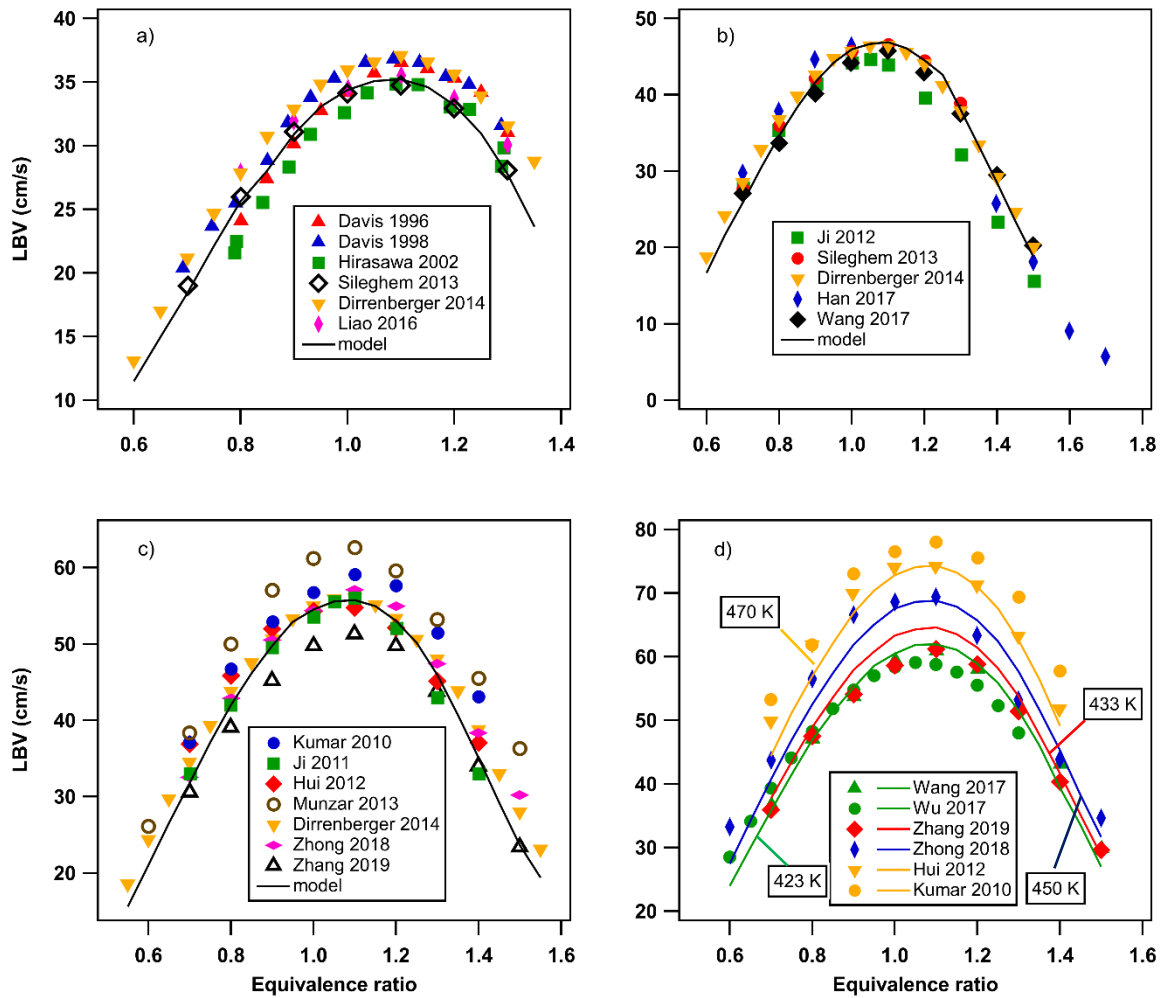 a)
LBV (cm/s)
40
35
30
25
20
15
10
Davis 1996
Davis 1998
Hirasawa 2002
Sileghem 2013
Dirrenberger 2014
Liao 2016
model
0.6 0.8 1.0 1.2 1.4
b)
50
40
30
20
10
0
Ji 2012
Sileghem 2013
Dirrenberger 2014
Han 2017
Wang 2017
model
0.6 0.8 1.0 1.2 1.4 1.6 1.8
c)
LBV (cm/s)
60
50
40
30
20
Kumar 2010
Ji 2011
Hui 2012
Munzar 2013
Dirrenberger 2014
Zhong 2018
Zhang 2019
model
0.6 0.8 1.0 1.2 1.4 1.6
Equivalence ratio
d)
80
70
60
50
40
30
20
470 K
433 K
Wang 2017
Wu 2017
Zhang 2019
Zhong 2018
Hui 2012
Kumar 2010
423 K
450 K
0.6 0.8 1.0 1.2 1.4 1.6
Equivalence ratio